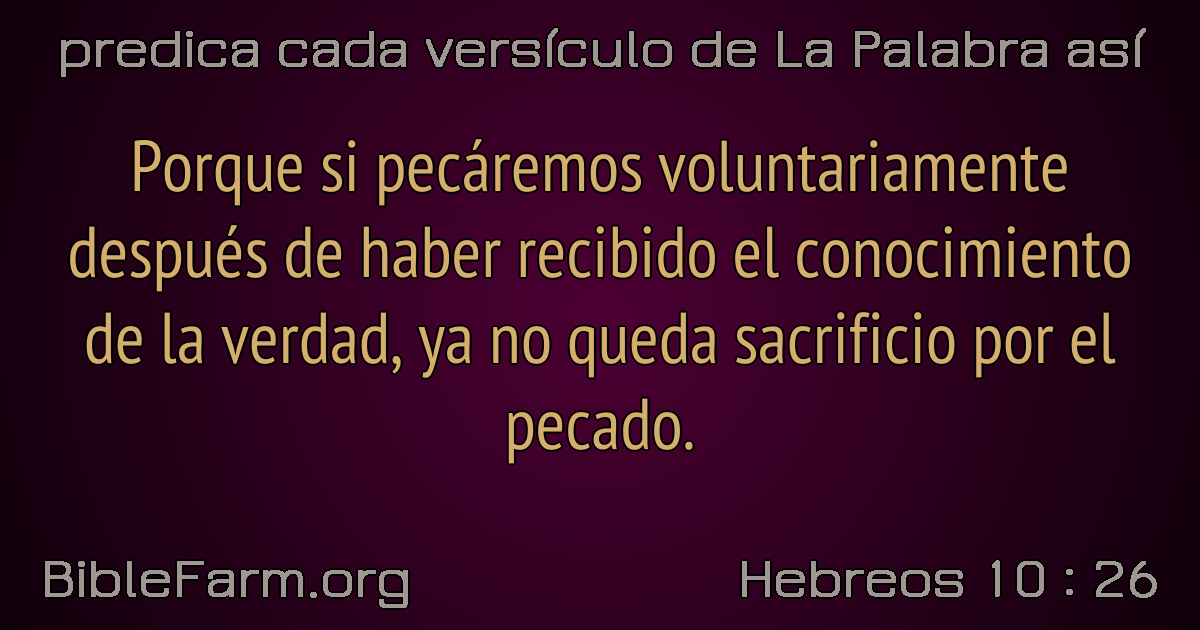 predica cada versículo de La Palabra así
Porque si pecáremos voluntariamente
después de haber recibido el conocimiento
de la verdad, ya no queda sacrificio por el
pecado.
BibleFarm.org
Hebreos 10 : 26